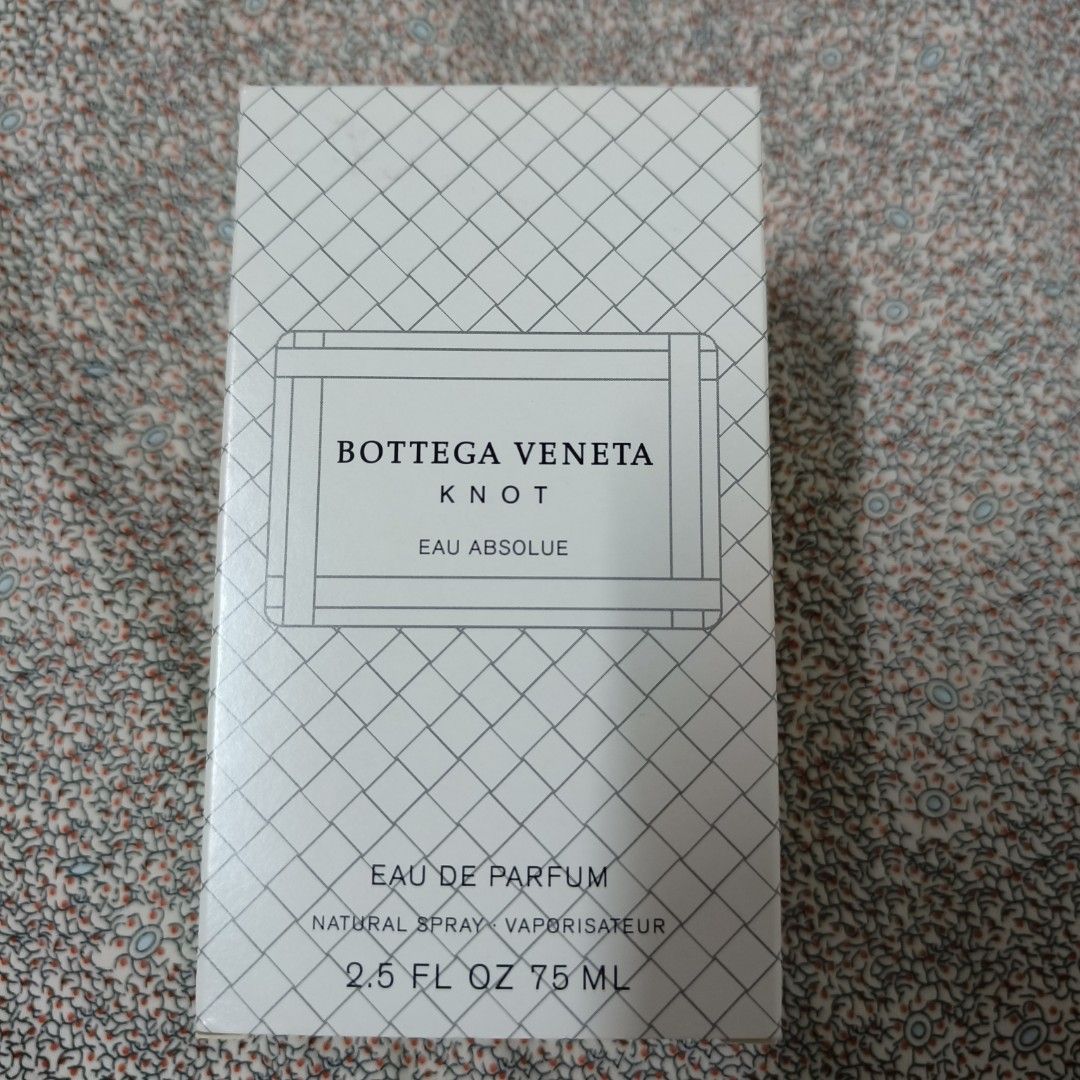 BOTTEGA VENETA
KNOT
EAU ABSOLUE
EAU DE PARFUM
NATURAL SPRAY · VAPORISATEUR
2.5 FL OZ 75 ML